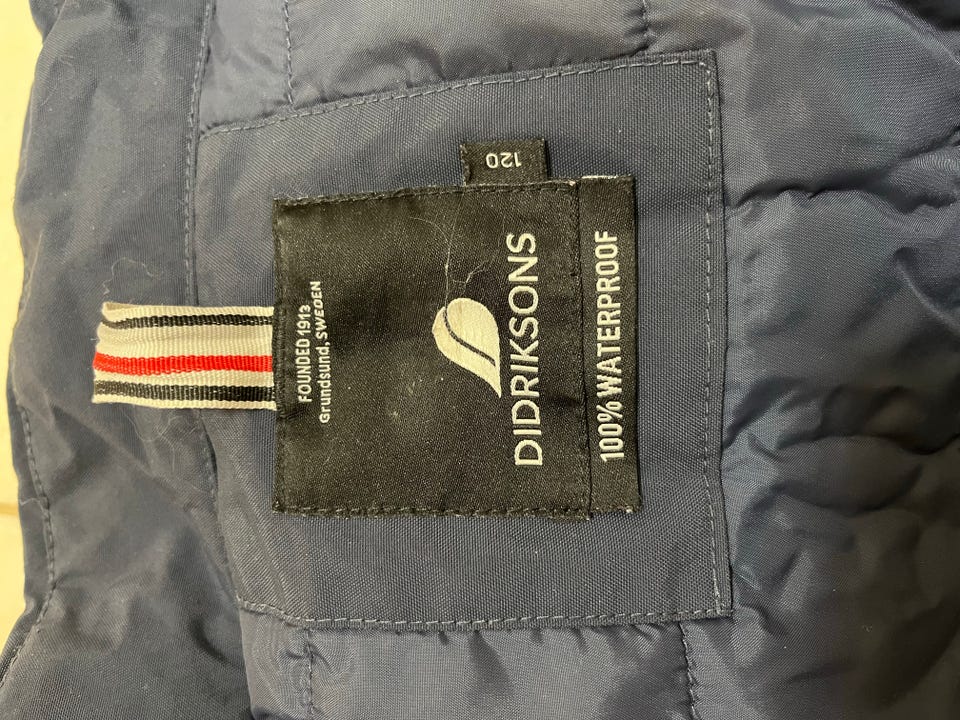 FOUNDED 1913
Grundsund, SWEDEN
DIDRIKSONS
100% WATERPROOF
120